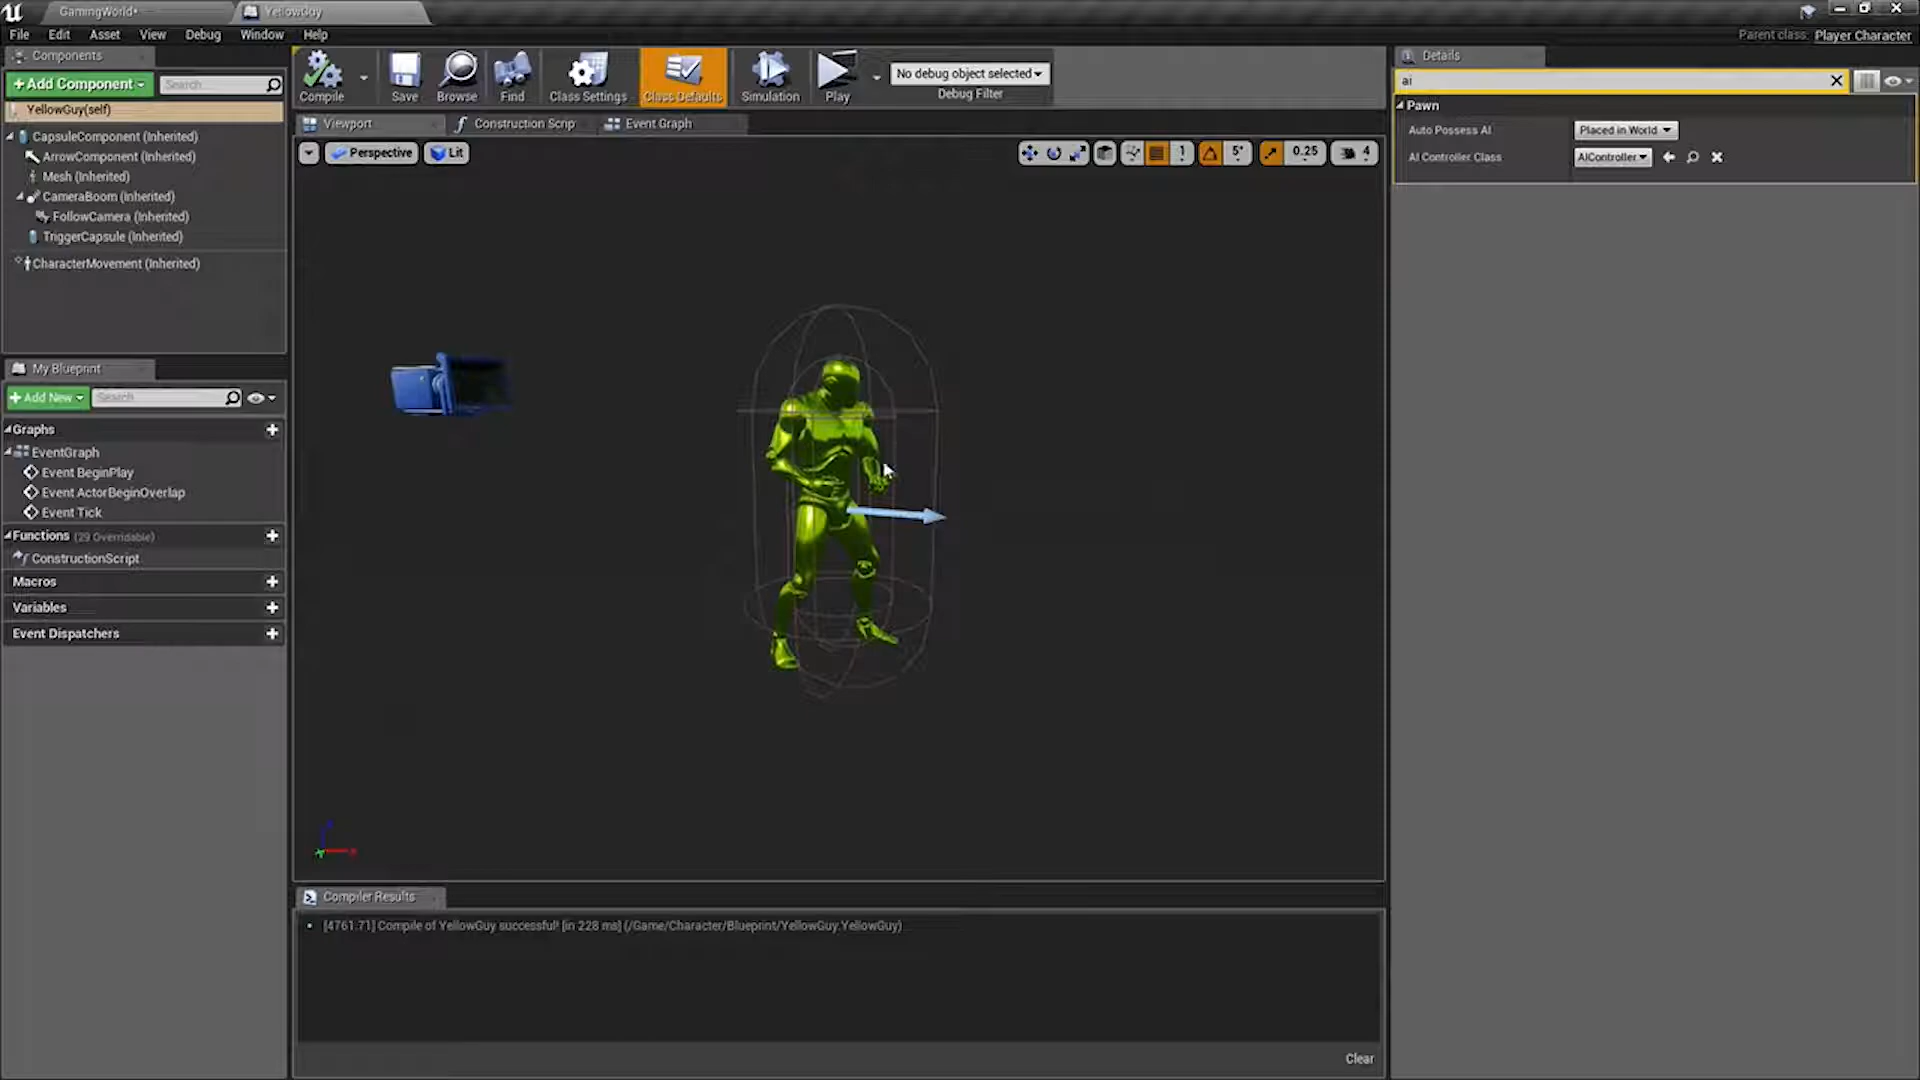 GamingWorld*
YellowGuy
File Edit Asset View Debug Window Help
Parent class: Player Character
Components
+Add Component
Search
YellowGuy(self)
CapsuleComponent (Inherited)
ArrowComponent (Inherited)
Mesh (Inherited)
CameraBoom (Inherited)
FollowCamera (Inherited)
TriggerCapsule (Inherited)
CharacterMovement (Inherited)
My Blueprint
+Add New
Search
Graphs
EventGraph
Event BeginPlay
Event ActorBeginOverlap
Event Tick
Functions (29 Overridable)
ConstructionScript
Macros
Variables
Event Dispatchers
Compile
Save
Browse
Find
Class Settings
Class Defaults
Simulation
Play
No debug object selected
Debug Filter
Viewport
Construction Scrip
Event Graph
Perspective
Lit
1
5°
0.25
4
Compiler Results
[4761.71] Compile of YellowGuy successful! [in 228 ms] (/Game/Character/Blueprint/YellowGuy.YellowGuy)
Clear
Details
ai
Pawn
Auto Possess AI
Placed in World
AI Controller Class
AIController